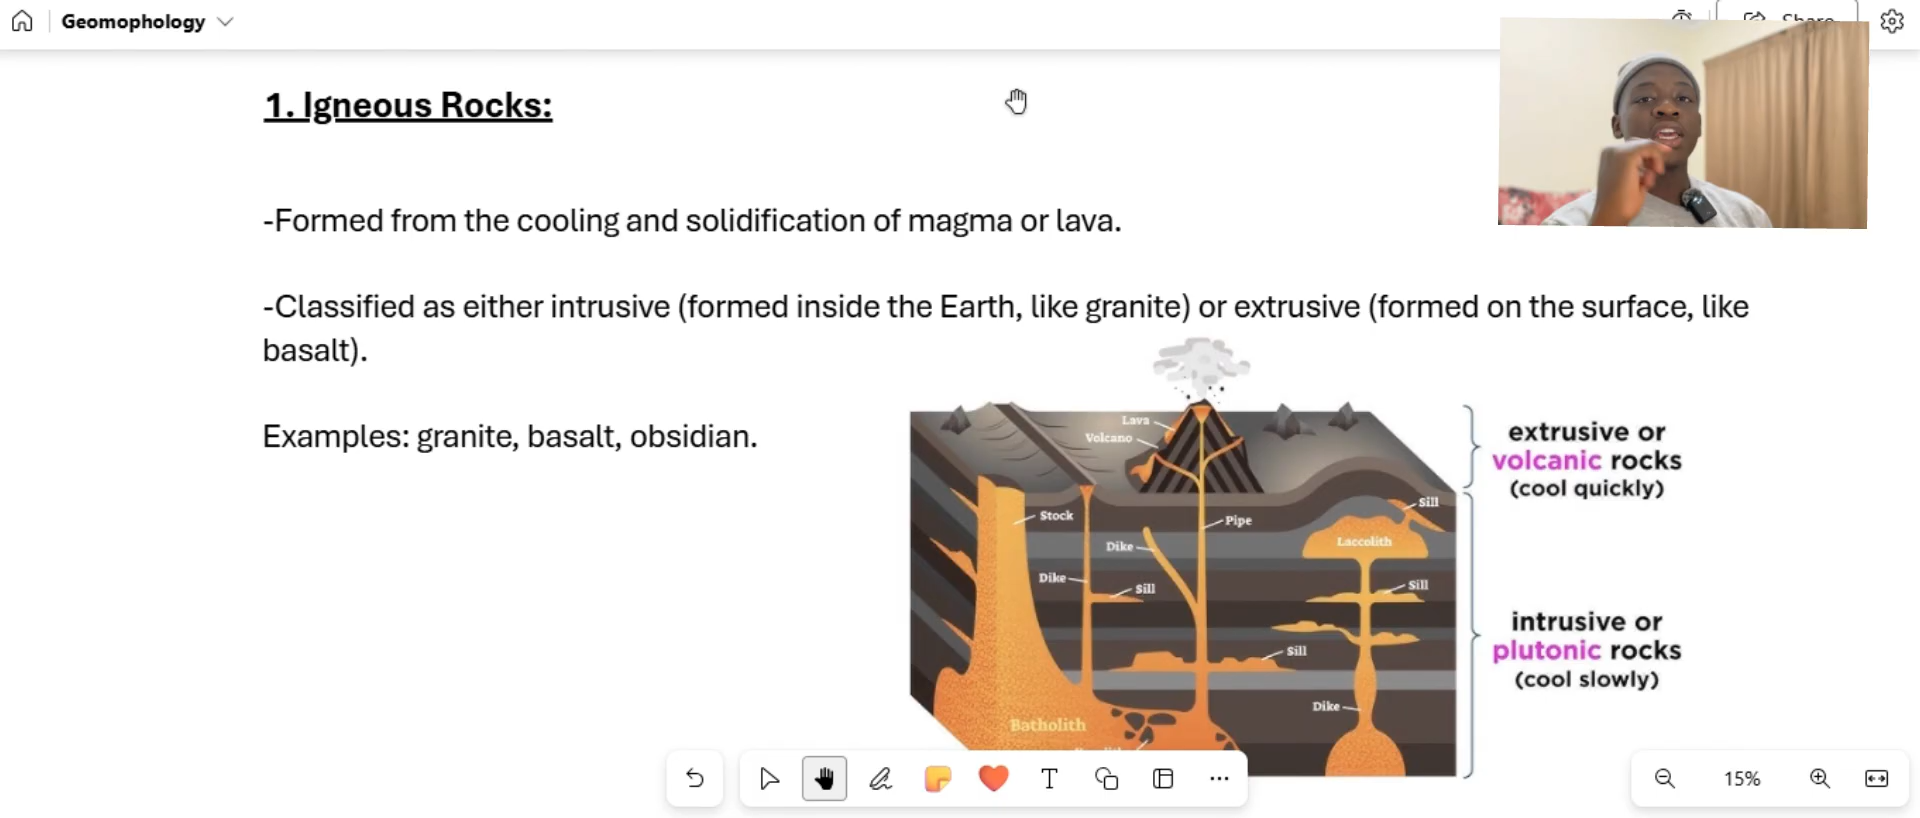 Geomophology
Share
1. Igneous Rocks:
-Formed from the cooling and solidification of magma or lava.
-Classified as either intrusive (formed inside the Earth, like granite) or extrusive (formed on the surface, like
basalt).
Examples: granite, basalt, obsidian.
Lava
Volcano
extrusive or
volcanic rocks
(cool quickly)
Stock
Pipe
Sill
Dike
Laccolith
Dike
Sill
Sill
Sill
intrusive or
plutonic rocks
(cool slowly)
Dike
Batholith
T
15%